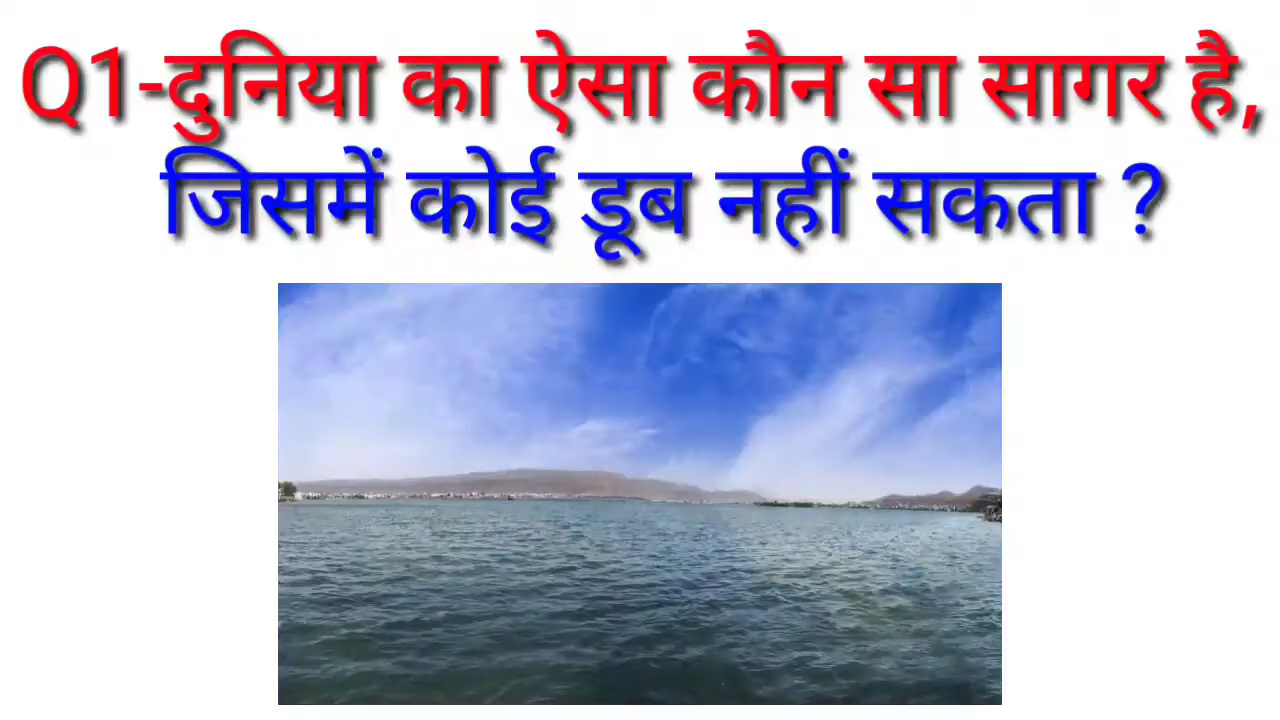 Q1-दुनिया का ऐसा कौन सा सागर है,
जिसमें कोई डूब नहीं सकता ?